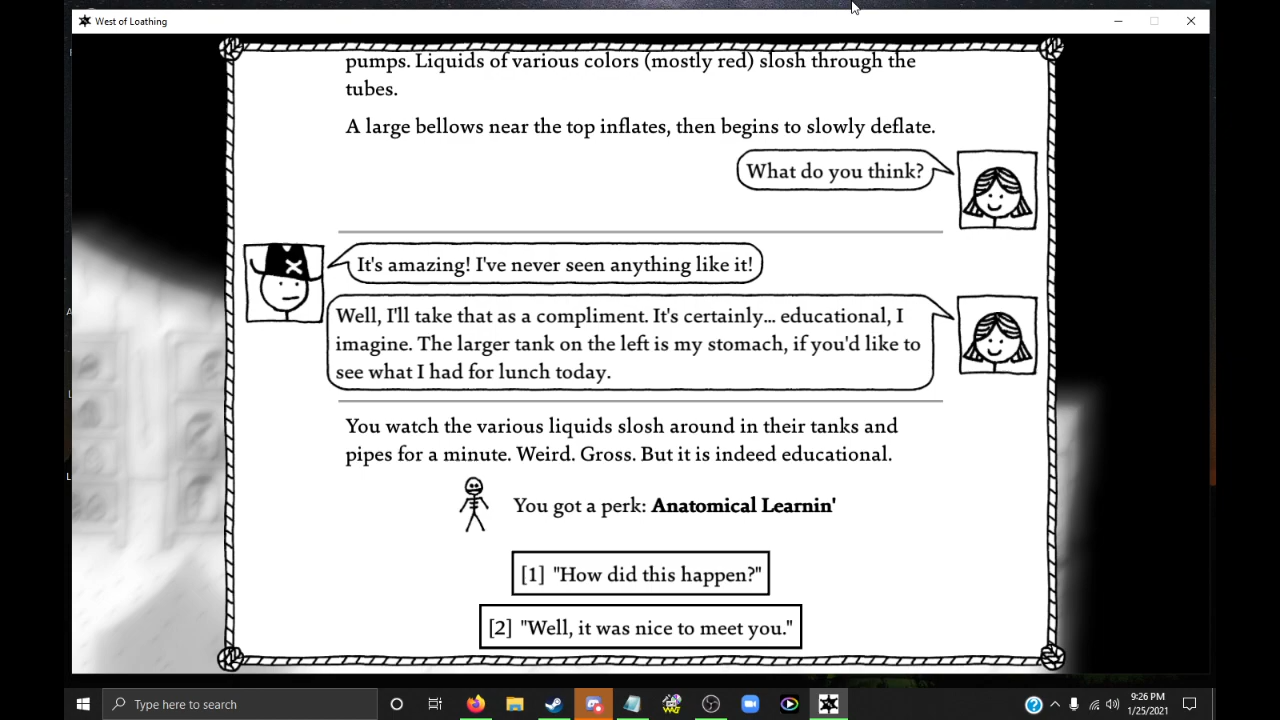 West of Loathing
pumps. Liquids of various colors (mostly red) slosh through the
tubes.
A large bellows near the top inflates, then begins to slowly deflate.
What do you think?
It's amazing! I've never seen anything like it!
Well, I'll take that as a compliment. It's certainly... educational, I
imagine. The larger tank on the left is my stomach, if you'd like to
see what I had for lunch today.
You watch the various liquids slosh around in their tanks and
pipes for a minute. Weird. Gross. But it is indeed educational.
You got a perk: Anatomical Learnin'
[1] "How did this happen?"
[2] "Well, it was nice to meet you."
Type here to search
9:26 PM
1/25/2021